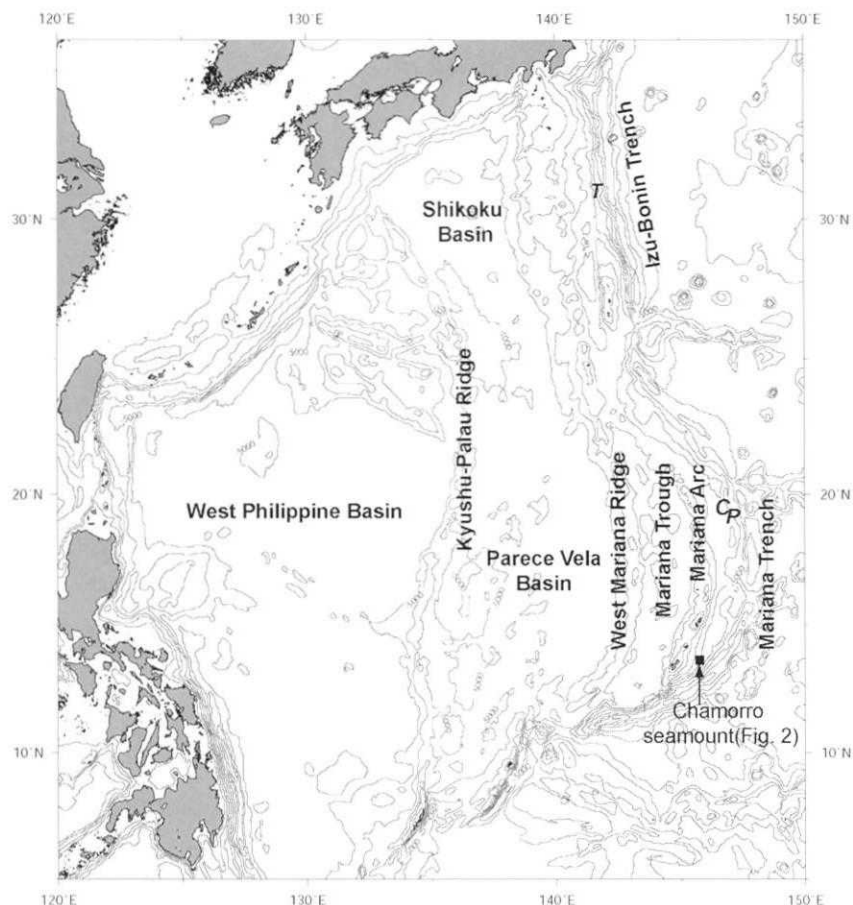 120°E 130°E 140°E 150°E
30°N 30°N
20°N 20°N
10°N 10°N
Shikoku
Basin
T
Izu-Bonin Trench
Kyushu-Palau Ridge
West Philippine Basin
Parece Vela
Basin
West Mariana Ridge
Mariana Trough
Mariana Arc
C
P
Mariana Trench
Chamorro
seamount(Fig. 2)
5000
120°E 130°E 140°E 150°E